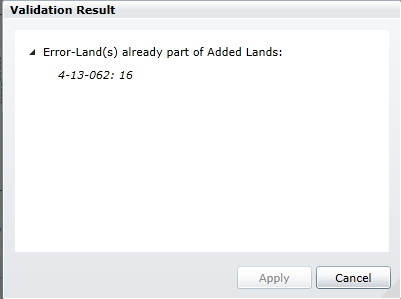 Validation Result
Error-Land(s) already part of Added Lands:
4-13-062: 16
Apply
Cancel